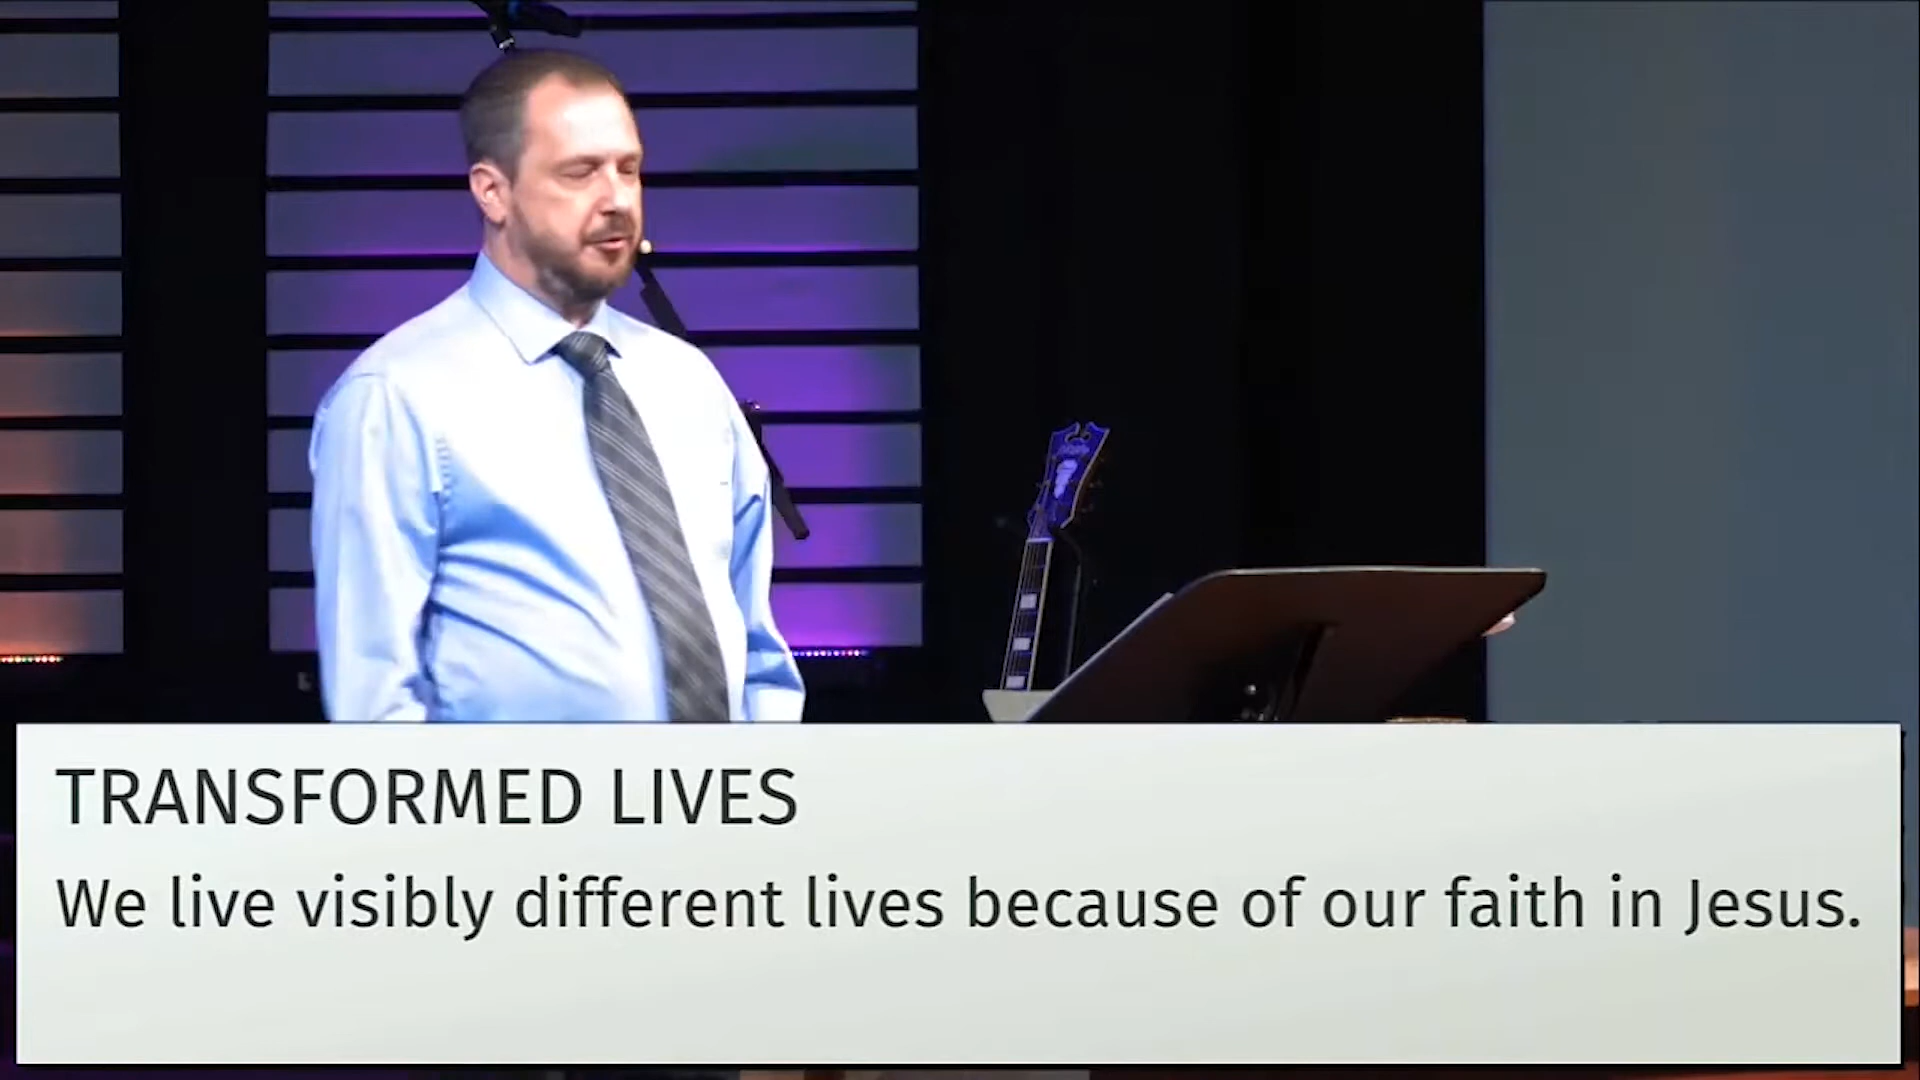 TRANSFORMED LIVES
We live visibly different lives because of our faith in Jesus.